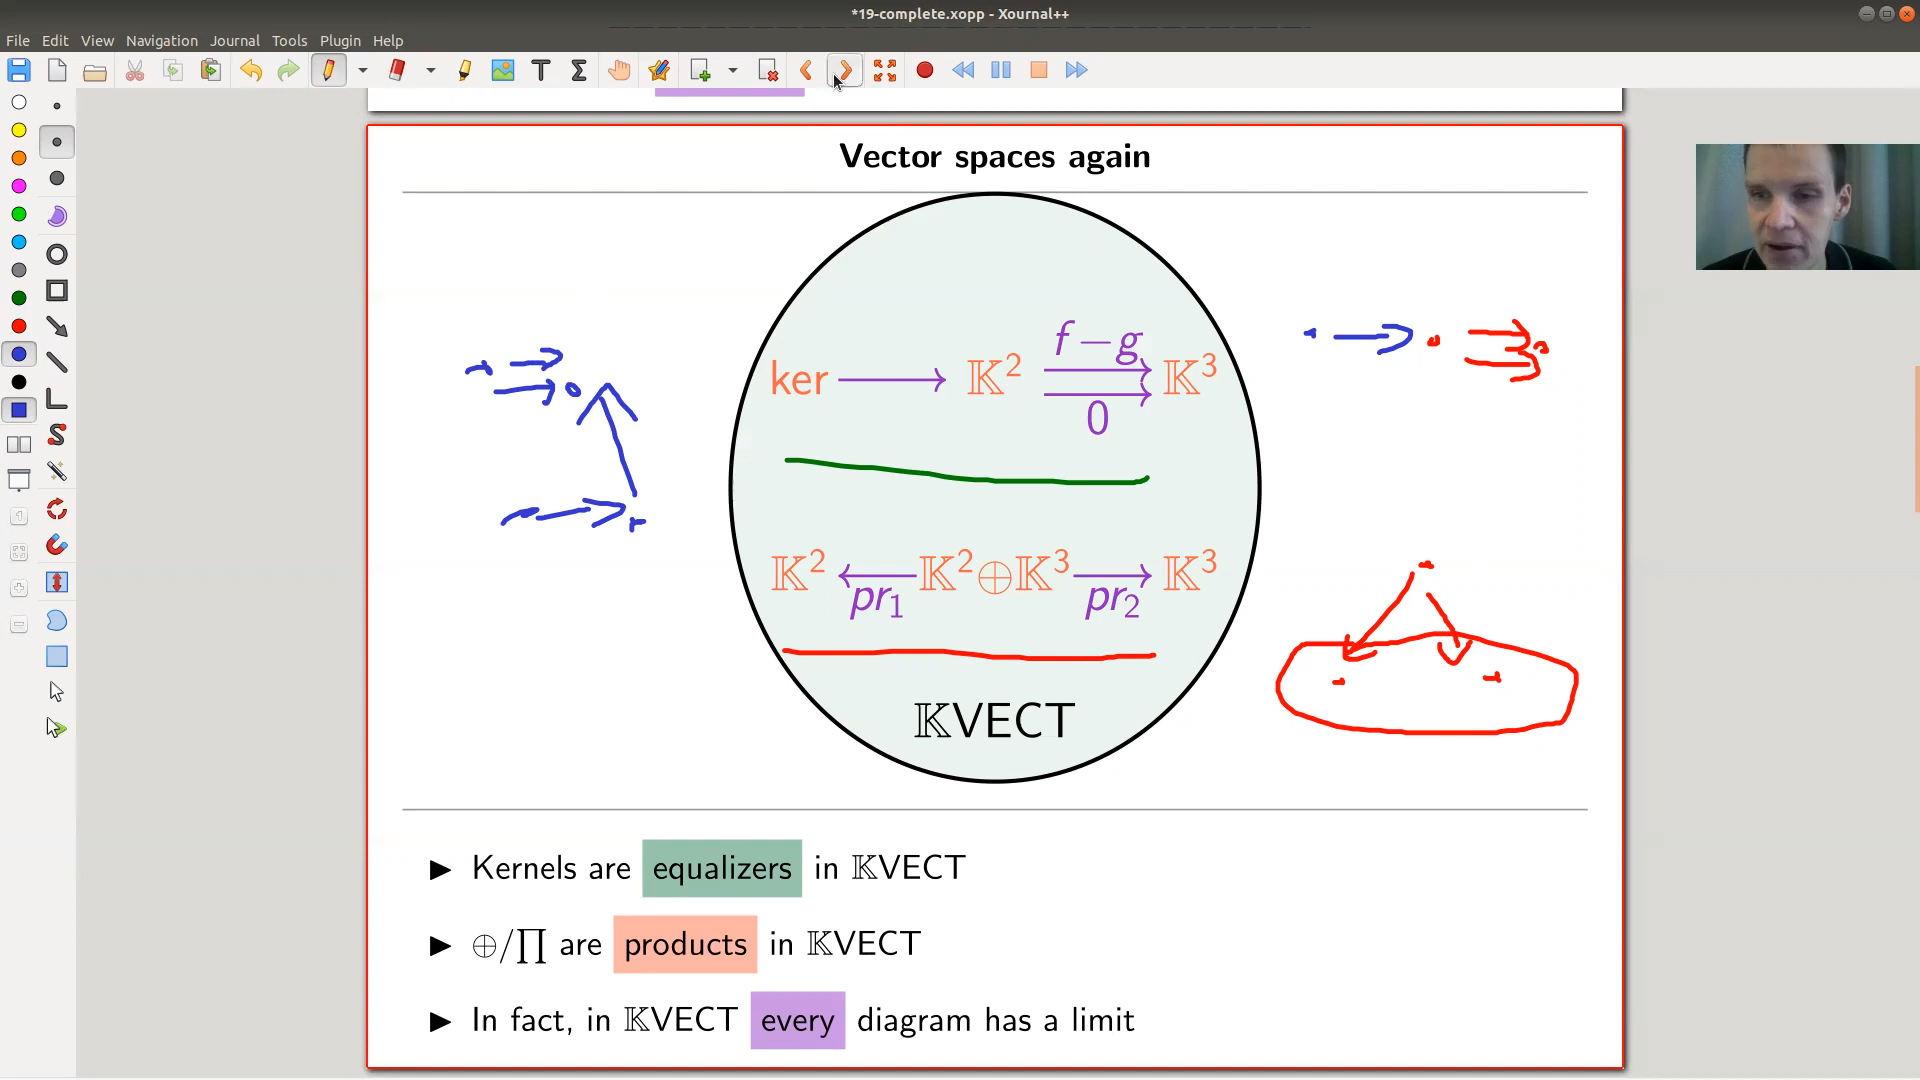 *19-complete.xopp - Xournal++
File Edit View Navigation Journal Tools Plugin Help
Vector spaces again
ker → 𝕂² f−g 𝕂³
0
𝕂² ← 𝕂²⊕𝕂³ → 𝕂³
pr₁ pr₂
𝕂VECT
▶ Kernels are equalizers in 𝕂VECT
▶ ⊕/∏ are products in 𝕂VECT
▶ In fact, in 𝕂VECT every diagram has a limit